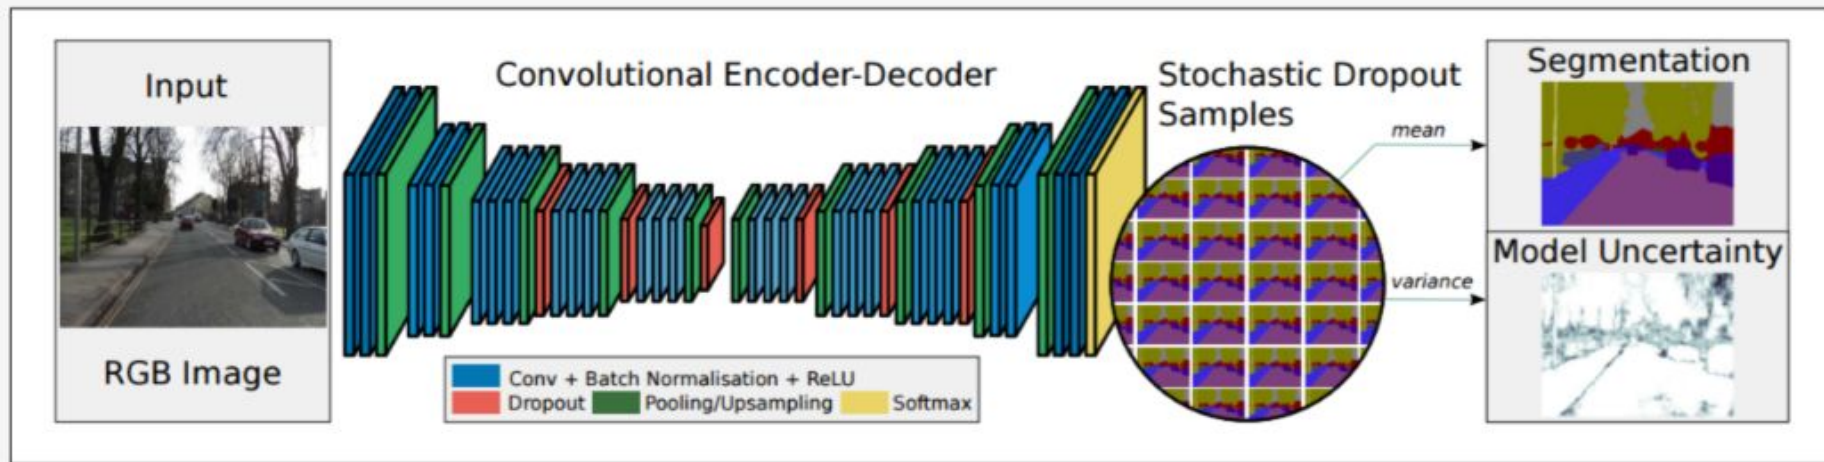 Input
RGB Image
Convolutional Encoder-Decoder
Conv + Batch Normalisation + ReLU
Dropout Pooling/Upsampling Softmax
Stochastic Dropout
Samples
mean
variance
Segmentation
Model Uncertainty